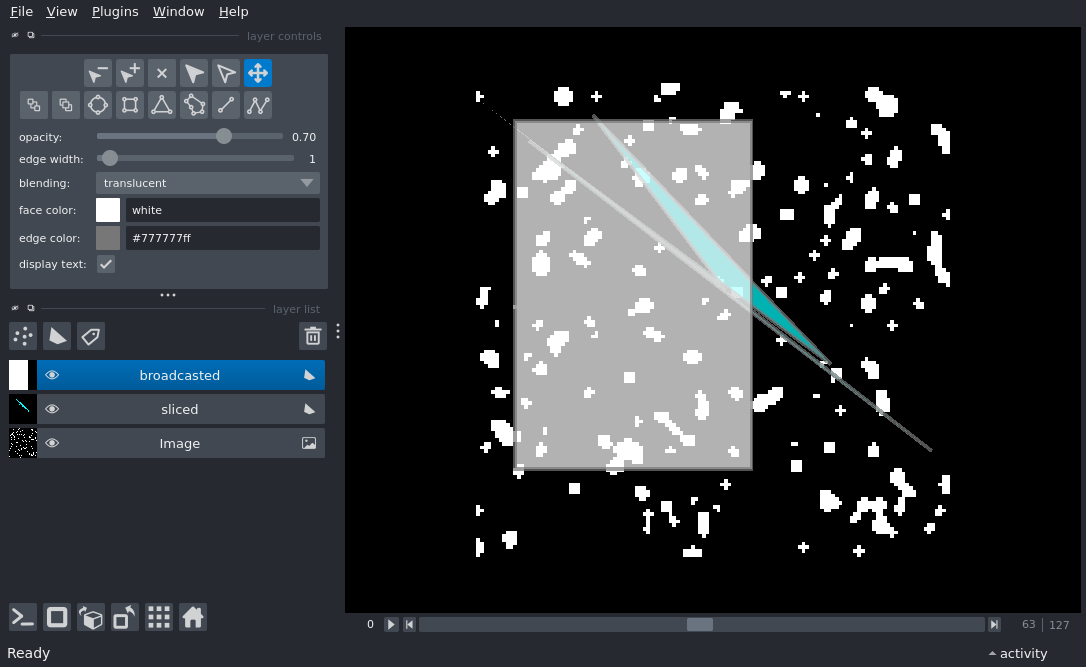 File View Plugins Window Help
layer controls
opacity: 0.70
edge width: 1
blending: translucent
face color: white
edge color: #777777ff
display text:
layer list
broadcasted
sliced
Image
0 63 127
Ready activity